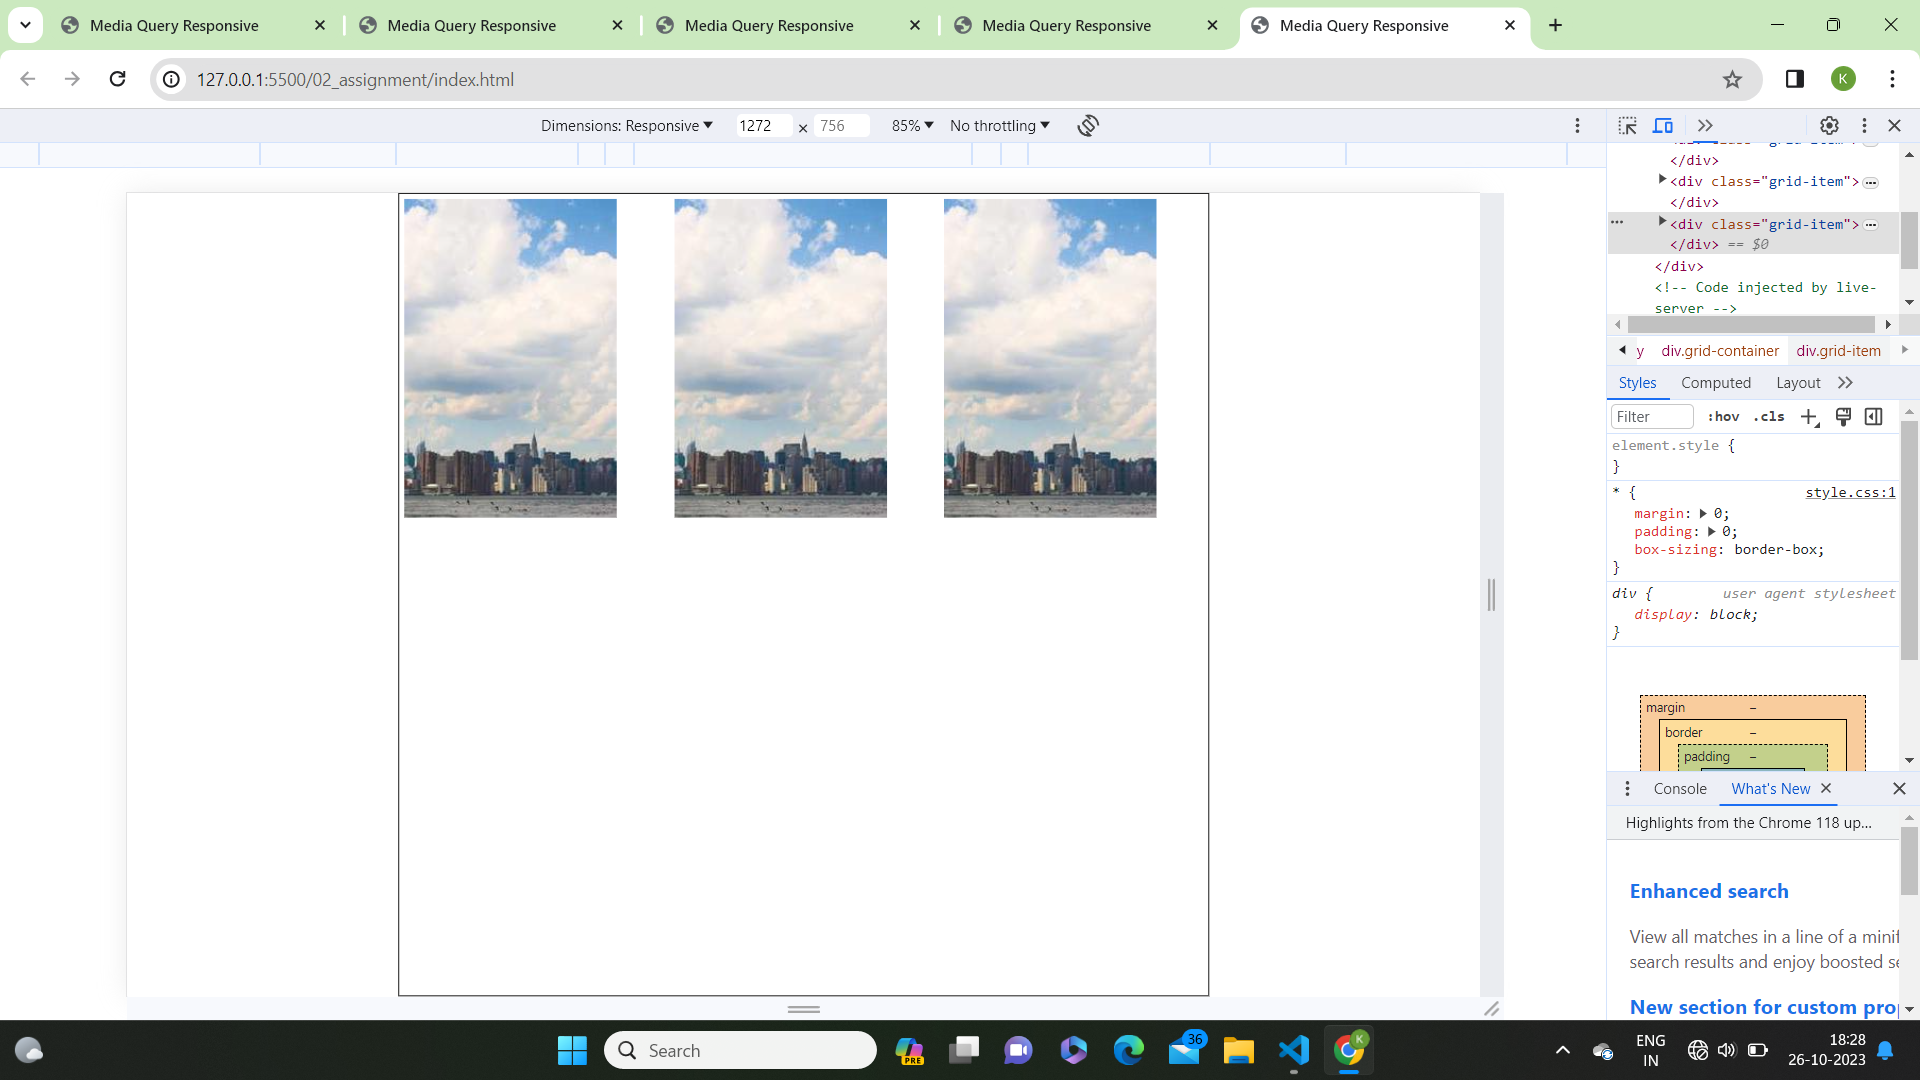 Media Query Responsive
Media Query Responsive
Media Query Responsive
Media Query Responsive
Media Query Responsive
127.0.0.1:5500/02_assignment/index.html
K
Dimensions: Responsive 1272 × 756 85% No throttling
</div>
<div class="grid-item">
</div>
<div class="grid-item">
</div> == $0
</div>
<!-- Code injected by live-
server -->
y div.grid-container div.grid-item
Styles Computed Layout
Filter :hov .cls
element.style {
}
* { style.css:1
margin: 0;
padding: 0;
box-sizing: border-box;
}
div { user agent stylesheet
display: block;
}
margin –
border –
padding –
Console What's New
Highlights from the Chrome 118 up...
Enhanced search
View all matches in a line of a
search results and enjoy boosted
New section for custom
Search
PRE
36
K
ENG
IN
18:28
26-10-2023